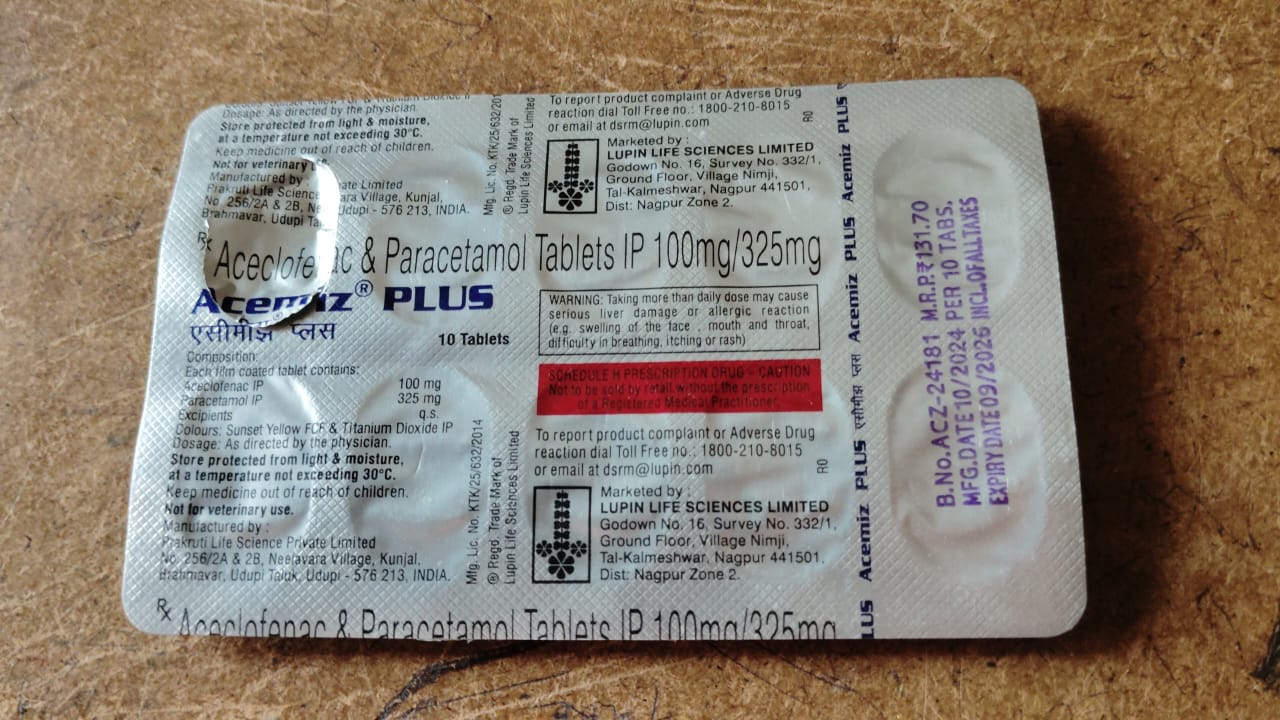 Colours: Sunset Yellow FCF & Titanium Dioxide IP
Dosage: As directed by the physician.
Store protected from light & moisture,
at a temperature not exceeding 30°C.
Keep medicine out of reach of children.
Not for veterinary
Manufactured by
Prakruti Life Science Limited
No. 256/2A & 2B, Village, Kunjal,
Brahmavar, Udupi Udupi - 576 213, INDIA.
Mfg. Lic. No. KTK/25/632/201
® Regd. Trade Mark of
Lupin Life Sciences Limited
To report product complaint or Adverse Drug
reaction dial Toll Free no.: 1800-210-8015
or email at dsrm@lupin.com
R0
Marketed by :
LUPIN LIFE SCIENCES LIMITED
Godown No. 16, Survey No. 332/1,
Ground Floor, Village Nimji,
Tal-Kalmeshwar, Nagpur 441501,
Dist: Nagpur Zone 2.
Rx Aceclofenac & Paracetamol Tablets IP 100mg/325mg
Acemiz® PLUS
एसीमीझ प्लस
10 Tablets
WARNING: Taking more than daily dose may cause
serious liver damage or allergic reaction
(e.g. swelling of the face , mouth and throat,
difficulty in breathing, itching or rash)
SCHEDULE H PRESCRIPTION DRUG - CAUTION
Not to be sold by retail without the prescription
of a Registered Medical Practitioner.
Composition:
Each film coated tablet contains:
Aceclofenac IP 100 mg
Paracetamol IP 325 mg
Excipients q.s.
Colours: Sunset Yellow FCF & Titanium Dioxide IP
Dosage: As directed by the physician.
Store protected from light & moisture,
at a temperature not exceeding 30°C.
Keep medicine out of reach of children.
Not for veterinary use.
Manufactured by :
Prakruti Life Science Private Limited
No. 256/2A & 2B, Neelavara Village, Kunjal,
Brahmavar, Udupi Taluk, Udupi - 576 213, INDIA.
Mfg. Lic. No. KTK/25/632/2014
® Regd. Trade Mark of
Lupin Life Sciences Limited
To report product complaint or Adverse Drug
reaction dial Toll Free no.: 1800-210-8015
or email at dsrm@lupin.com
R0
Marketed by :
LUPIN LIFE SCIENCES LIMITED
Godown No. 16, Survey No. 332/1,
Ground Floor, Village Nimji,
Tal-Kalmeshwar, Nagpur 441501,
Dist: Nagpur Zone 2.
Rx Aceclofenac & Paracetamol Tablets IP 100mg/325mg
LUS Acemiz PLUS एसीमीझ प्लस Acemiz PLUS Acemiz PLUS
B.No.ACZ-24181 M.R.P.₹131.70
MFG.DATE10/2024 PER 10 TABS.
EXPIRY DATE09/2026 INCL.OFALLTAXES